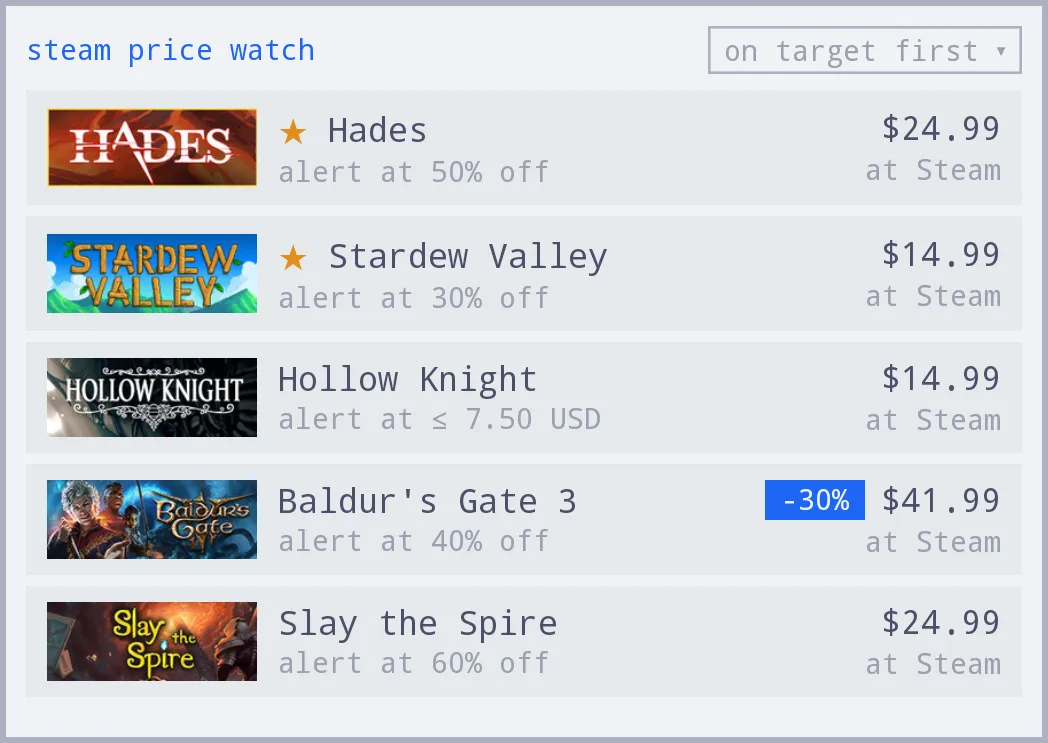 steam price watch
on target first ▾
HADES
★ Hades
$24.99
alert at 50% off
at Steam
STARDEW
VALLEY
★ Stardew Valley
$14.99
alert at 30% off
at Steam
HOLLOW KNIGHT
Hollow Knight
$14.99
alert at ≤ 7.50 USD
at Steam
Baldur's
Gate
Baldur's Gate 3
-30% $41.99
alert at 40% off
at Steam
Slay the
Spire
Slay the Spire
$24.99
alert at 60% off
at Steam